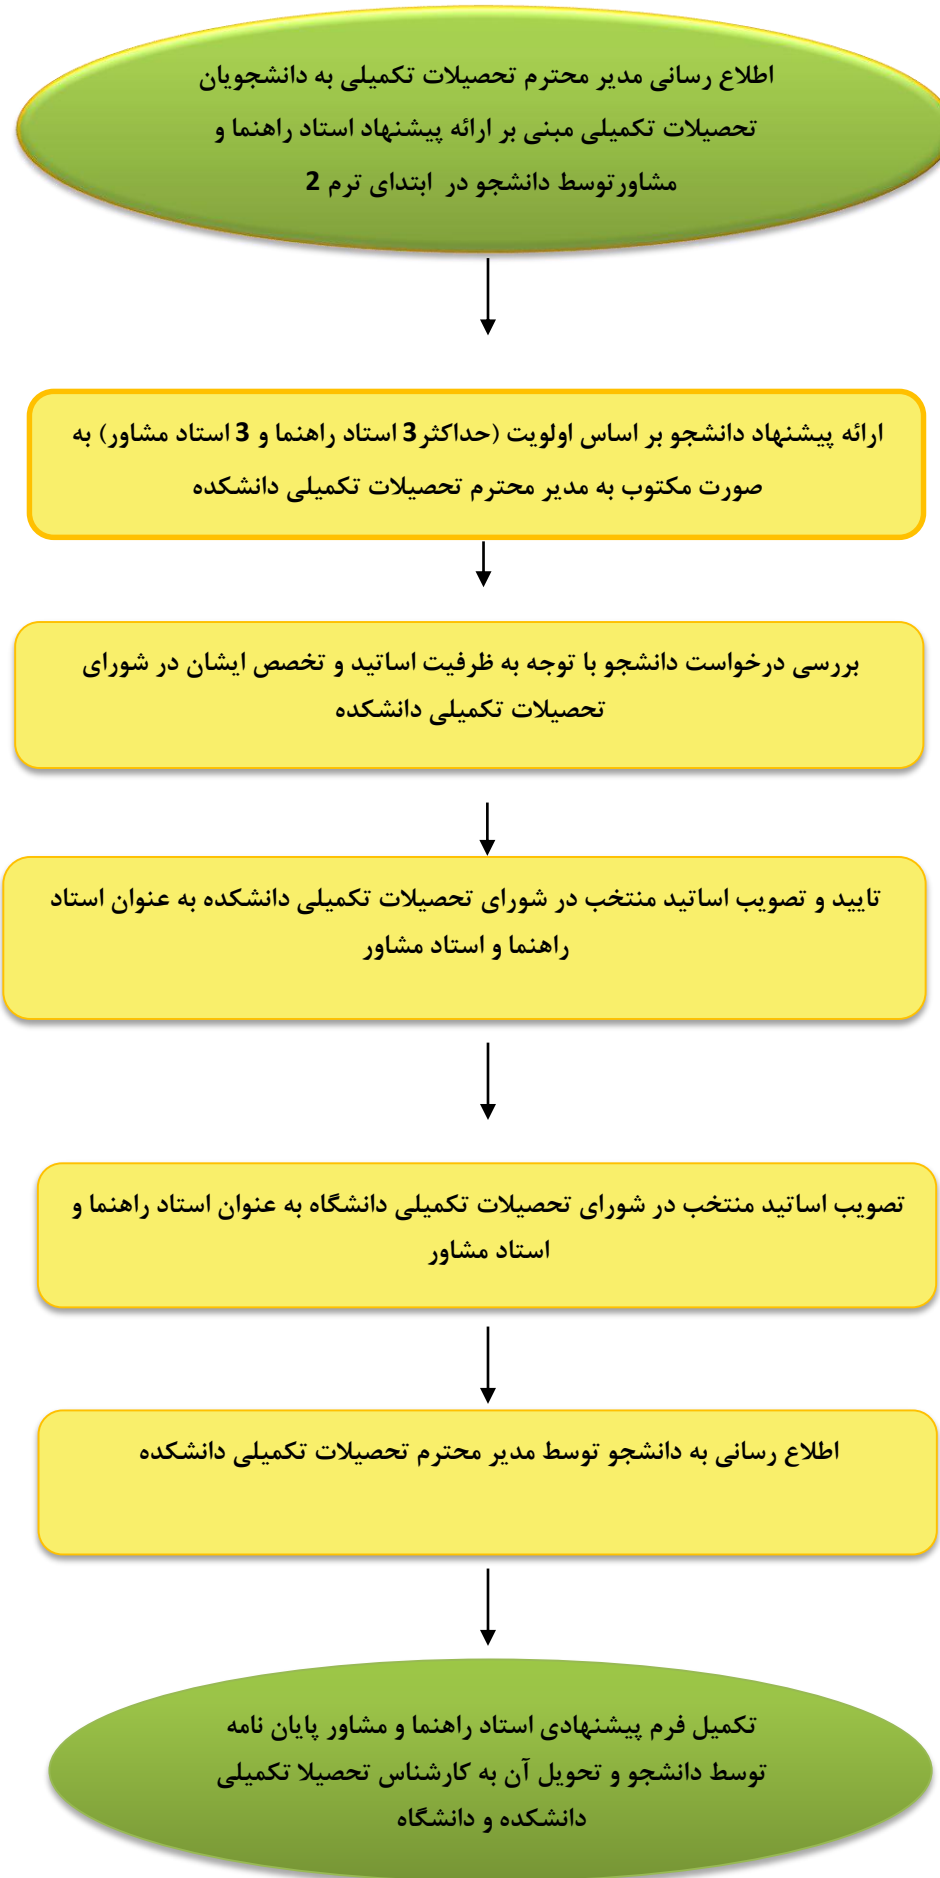 اطلاع رسانی مدیر محترم تحصیلات تکمیلی به دانشجویان
تحصیلات تکمیلی مبنی بر ارائه پیشنهاد استاد راهنما و
مشاورتوسط دانشجو در ابتدای ترم 2
ارائه پیشنهاد دانشجو بر اساس اولویت (حداکثر3 استاد راهنما و 3 استاد مشاور) به
صورت مکتوب به مدیر محترم تحصیلات تکمیلی دانشکده
بررسی درخواست دانشجو با توجه به ظرفیت اساتید و تخصص ایشان در شورای
تحصیلات تکمیلی دانشکده
تایید و تصویب اساتید منتخب در شورای تحصیلات تکمیلی دانشکده به عنوان استاد
راهنما و استاد مشاور
تصویب اساتید منتخب در شورای تحصیلات تکمیلی دانشگاه به عنوان استاد راهنما و
استاد مشاور
اطلاع رسانی به دانشجو توسط مدیر محترم تحصیلات تکمیلی دانشکده
تکمیل فرم پیشنهادی استاد راهنما و مشاور پایان نامه
توسط دانشجو و تحویل آن به کارشناس تحصیلا تکمیلی
دانشکده و دانشگاه